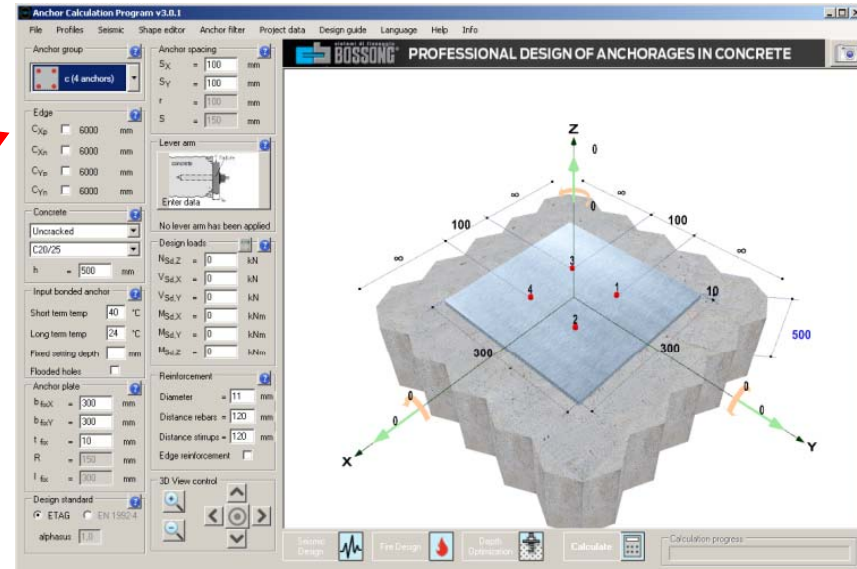 Anchor Calculation Program v3.0.1
File Profiles Seismic Shape editor Anchor filter Project data Design guide Language Help Info
Anchor group
c (4 anchors)
Edge
CXp 6000 mm
CXn 6000 mm
CYp 6000 mm
CYn 6000 mm
Concrete
Uncracked
C20/25
h = 500 mm
Input bonded anchor
Short term temp 40 °C
Long term temp 24 °C
Fixed setting depth mm
Flooded holes
Anchor plate
b fixX = 300 mm
b fixY = 300 mm
t fix = 10 mm
R = 150 mm
l fix = 300 mm
Design standard
ETAG EN 1992-4
alphasus 1.0
Anchor spacing
SX = 100 mm
SY = 100 mm
r = 100 mm
S = 150 mm
Lever arm
concrete
Enter data
No lever arm has been applied
Design loads
NSd,Z = 0 kN
VSd,X = 0 kN
VSd,Y = 0 kN
MSd,X = 0 kNm
MSd,Y = 0 kNm
MSd,Z = 0 kNm
Reinforcement
Diameter = 11 mm
Distance rebars = 120 mm
Distance stirrups = 120 mm
Edge reinforcement
3D View control
BOSSONG PROFESSIONAL DESIGN OF ANCHORAGES IN CONCRETE
Z
0
0
∞ ∞
100 100
∞ ∞
3
4 1
10
2
500
300 300
0 0
0 0
X Y
Seismic Design
Fire Design
Depth Optimization
Calculate
Calculation progress